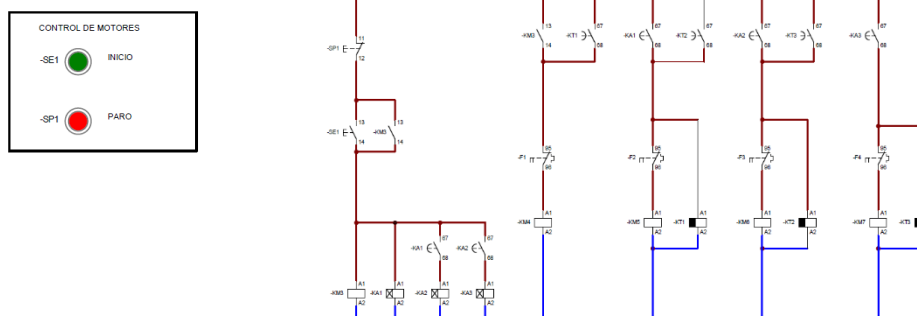 CONTROL DE MOTORES
-SE1
INICIO
-SP1
PARO
-SP1
11
12
-SE1
13
14
-KM3
13
14
-KA1
67
68
-KA2
67
68
-KM3
A1
A2
-KA1
A1
A2
-KA2
A1
A2
-KA3
A1
A2
-KM3
13
14
-KT1
67
68
-F1
95
96
-KM4
A1
A2
-KA1
67
68
-KT2
67
68
-F2
95
96
-KM5
A1
A2
-KT1
A1
A2
-KA2
67
68
-KT3
67
68
-F3
95
96
-KM6
A1
A2
-KT2
A1
A2
-KA3
67
68
-F4
95
96
-KM7
A1
A2
-KT3